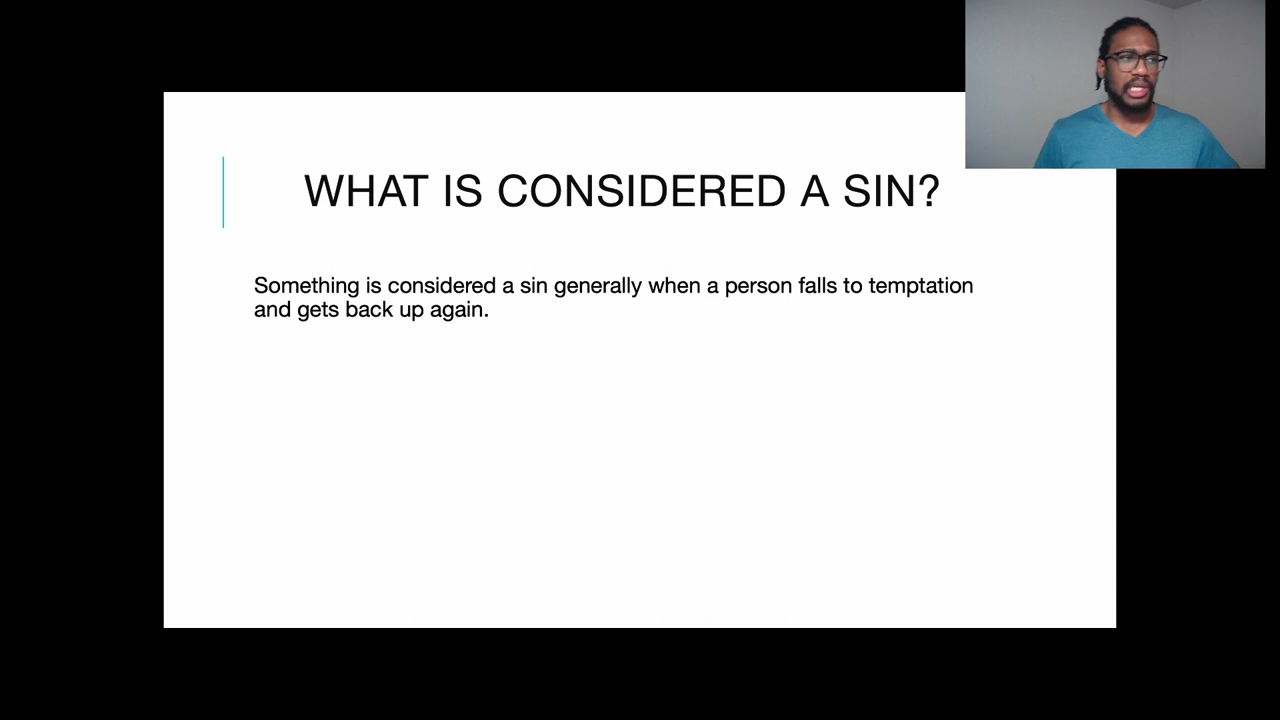 WHAT IS CONSIDERED A SIN?
Something is considered a sin generally when a person falls to temptation
and gets back up again.